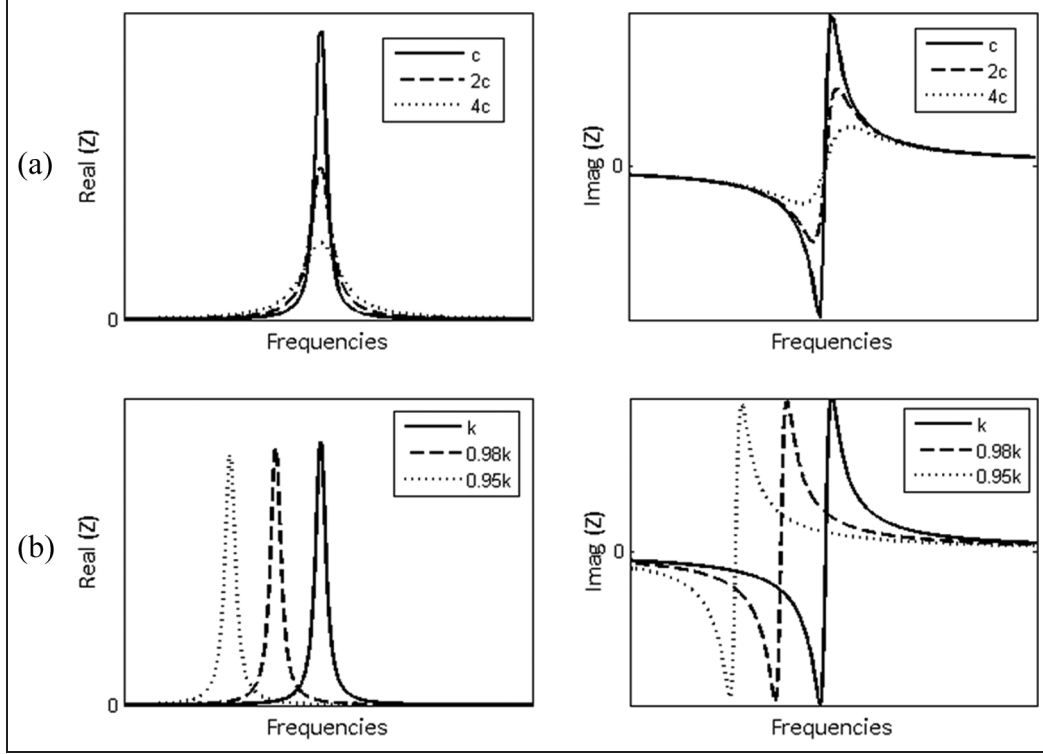 (a)
Real (Z)
0
c
2c
4c
Frequencies
Imag (Z)
0
c
2c
4c
Frequencies
(b)
Real (Z)
0
k
0.98k
0.95k
Frequencies
Imag (Z)
0
k
0.98k
0.95k
Frequencies